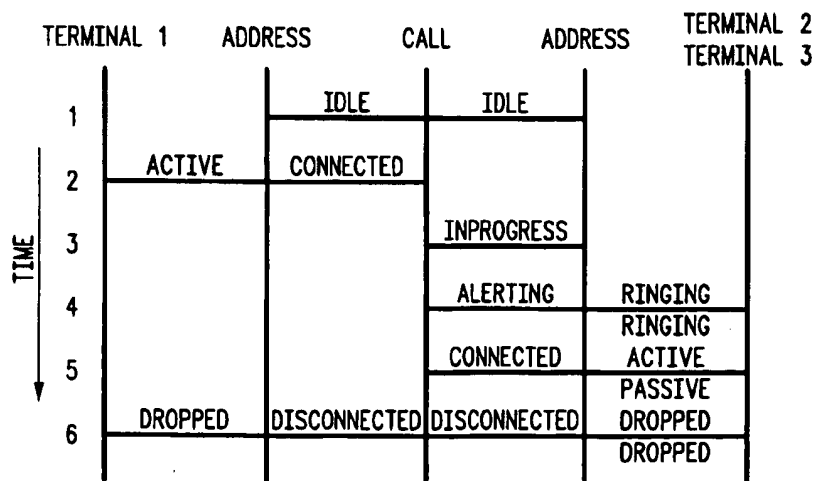 TERMINAL 1 ADDRESS CALL ADDRESS TERMINAL 2
TERMINAL 3
1 IDLE IDLE
2 ACTIVE CONNECTED
3 INPROGRESS
4 ALERTING RINGING
RINGING
5 CONNECTED ACTIVE
PASSIVE
6 DROPPED DISCONNECTED DISCONNECTED DROPPED
DROPPED
TIME